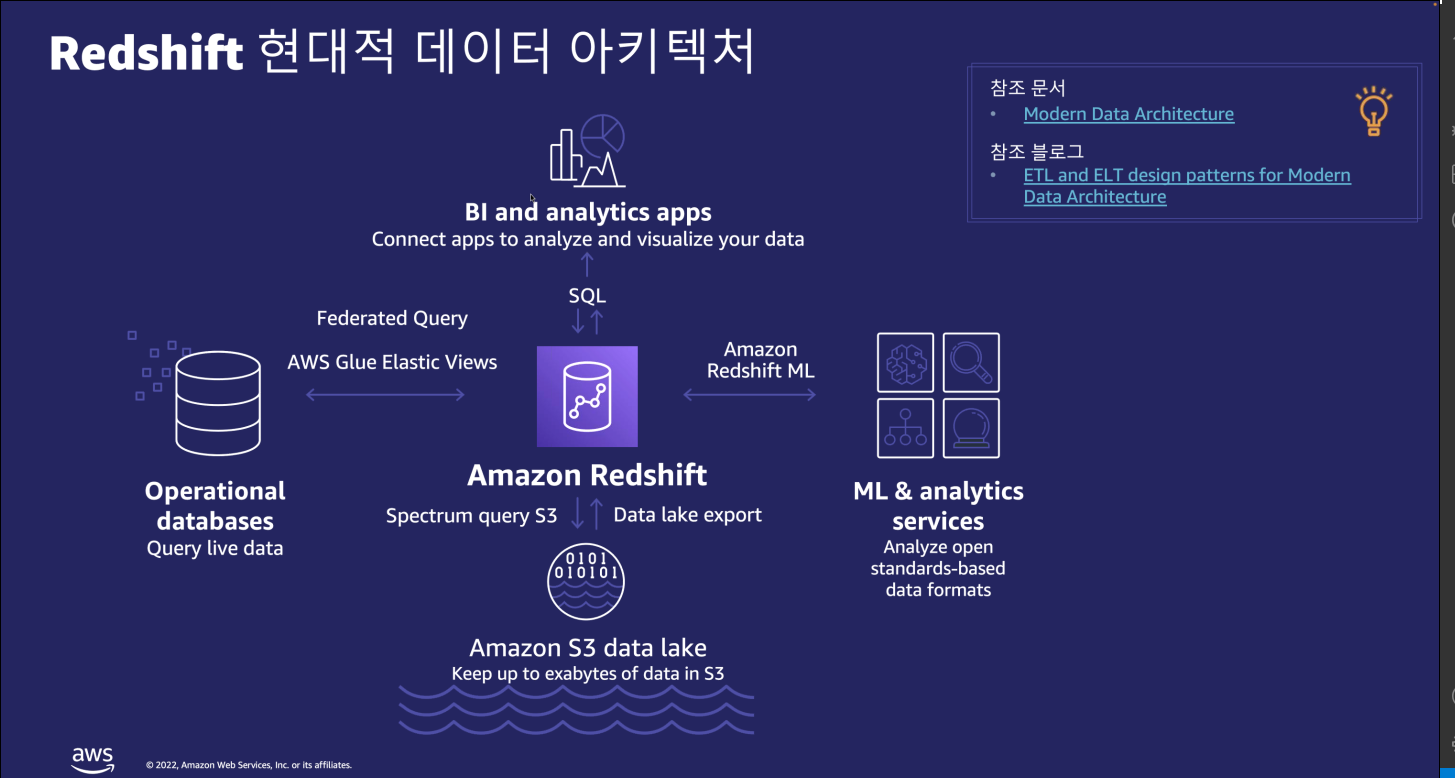 Redshift 현대적 데이터 아키텍처
참조 문서
• Modern Data Architecture
참조 블로그
• ETL and ELT design patterns for Modern
Data Architecture
BI and analytics apps
Connect apps to analyze and visualize your data
SQL
Federated Query
AWS Glue Elastic Views
Amazon
Redshift ML
Operational
databases
Query live data
Amazon Redshift
ML & analytics
services
Analyze open
standards-based
data formats
Spectrum query S3
Data lake export
0101
010101
Amazon S3 data lake
Keep up to exabytes of data in S3
aws
© 2022, Amazon Web Services, Inc. or its affiliates.